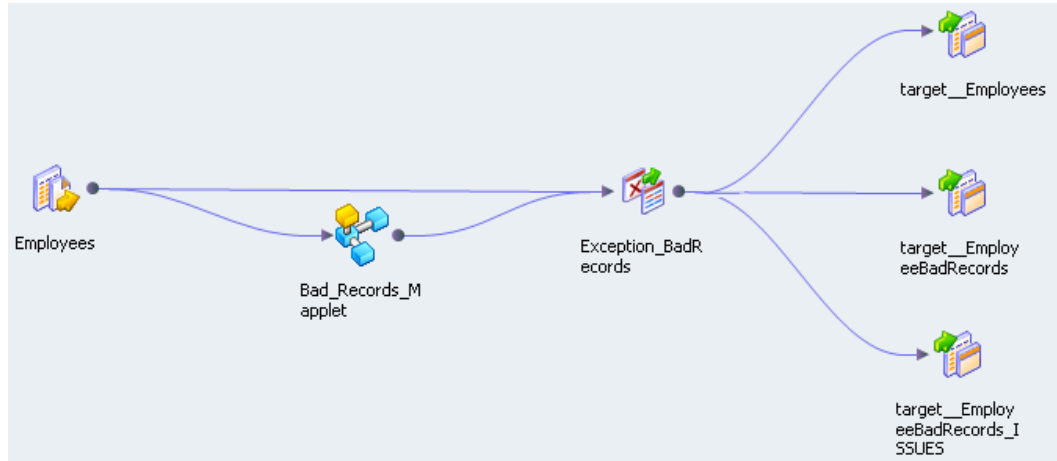 target__Employees
Employees
Bad_Records_M
applet
Exception_BadR
ecords
target__Employ
eeBadRecords
target__Employ
eeBadRecords_I
SSUES